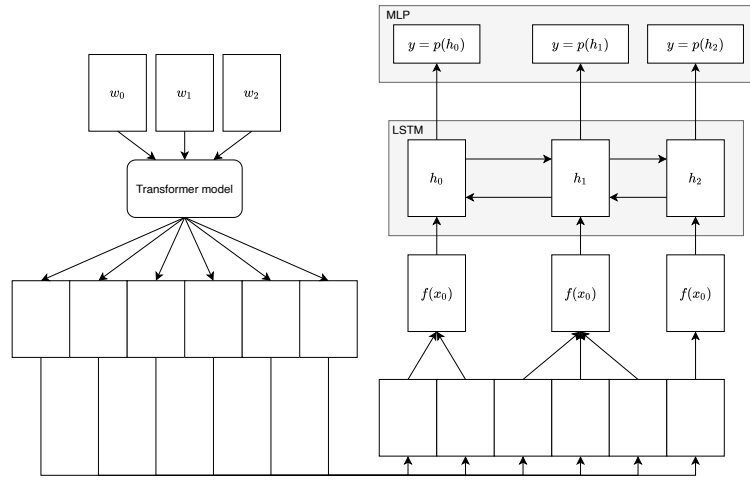 MLP
y = p(h₀)
y = p(h₁)
y = p(h₂)
w₀
w₁
w₂
LSTM
Transformer model
h₀
h₁
h₂
f(x₀)
f(x₀)
f(x₀)